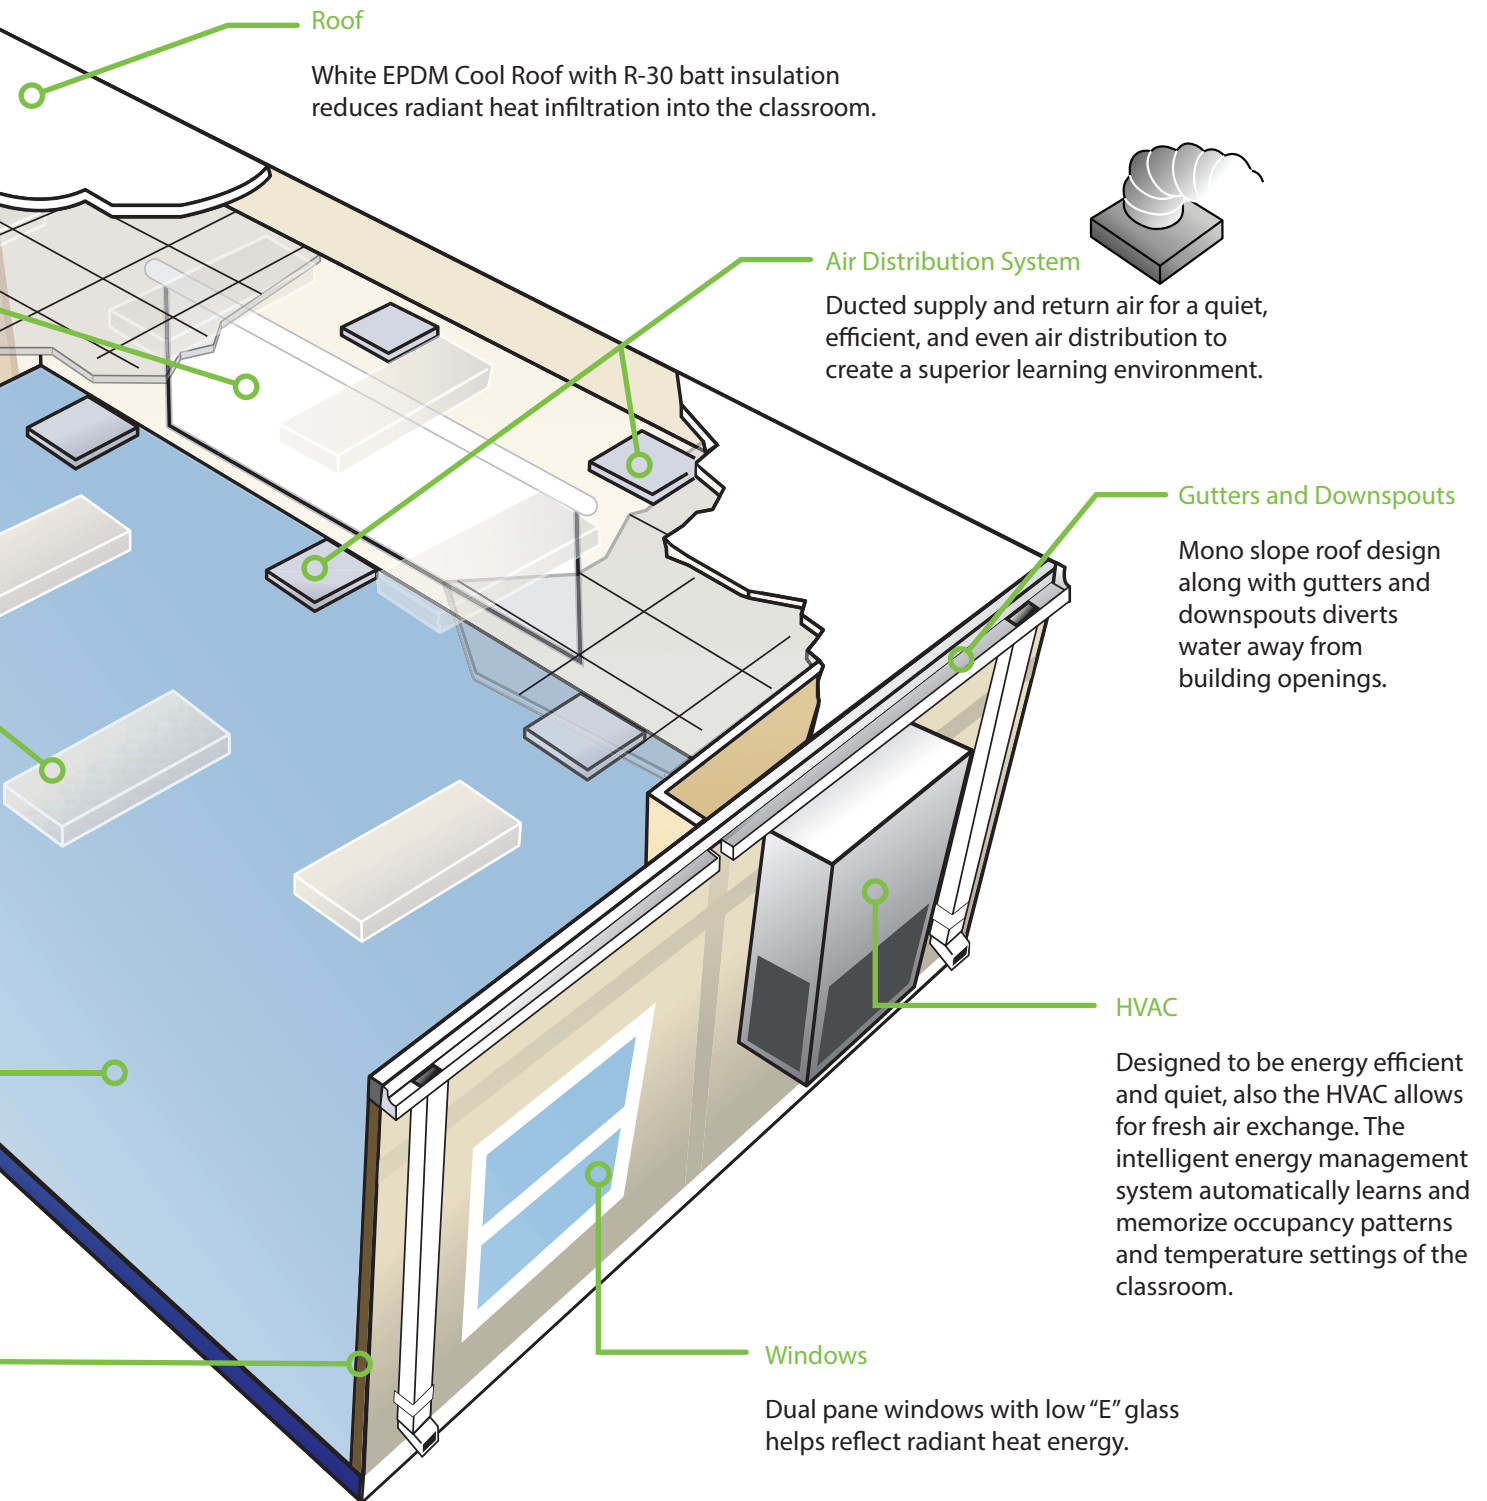 Roof
White EPDM Cool Roof with R-30 batt insulation
reduces radiant heat infiltration into the classroom.
Air Distribution System
Ducted supply and return air for a quiet,
efficient, and even air distribution to
create a superior learning environment.
Gutters and Downspouts
Mono slope roof design
along with gutters and
downspouts diverts
water away from
building openings.
HVAC
Designed to be energy efficient
and quiet, also the HVAC allows
for fresh air exchange. The
intelligent energy management
system automatically learns and
memorize occupancy patterns
and temperature settings of the
classroom.
Windows
Dual pane windows with low “E” glass
helps reflect radiant heat energy.